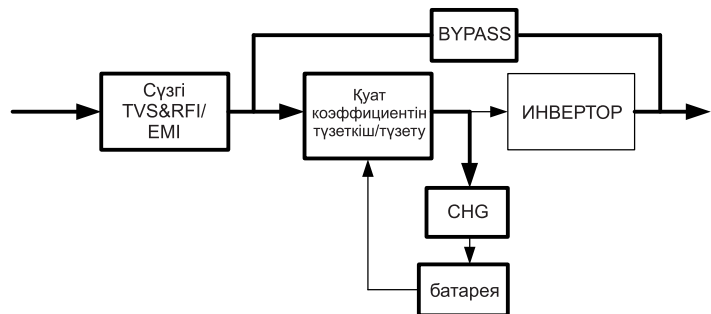 BYPASS
Сүзгі
TVS&RFI/
EMI
Қуат
коэффициентін
түзеткіш/түзету
ИНВЕРТОР
CHG
батарея